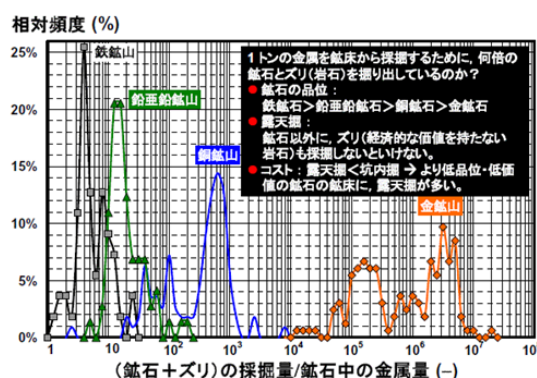 相対頻度 (%)
鉄鉱山
25%
1トンの金属を鉱床から採掘するために，何倍の
鉱石とズリ（岩石）を掘り出しているのか？
● 鉱石の品位：
鉄鉱石＞鉛亜鉛鉱石＞銅鉱石＞金鉱石
● 露天掘：
鉱石以外に，ズリ（経済的な価値を持たない
岩石）も採掘しないといけない。
● コスト：露天掘＜坑内掘 → より低品位・低価
値の鉱石の鉱床に，露天掘が多い。
鉛亜鉛鉱山
20%
15%
銅鉱山
金鉱山
10%
5%
0%
1 10 10² 10³ 10⁴ 10⁵ 10⁶ 10⁷ 10⁸
（鉱石＋ズリ）の採掘量/鉱石中の金属量 (–)